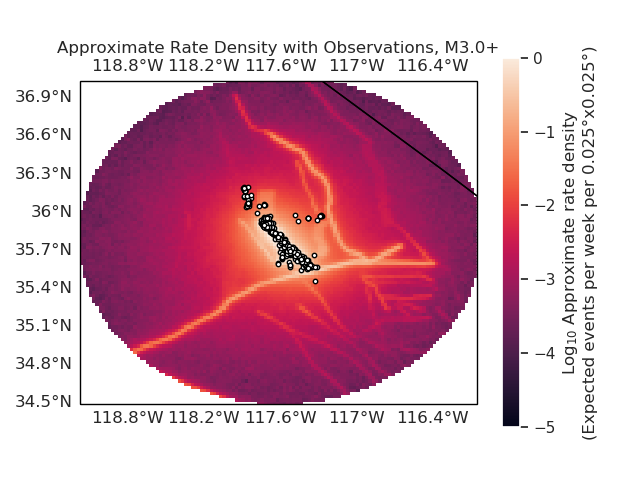 Approximate Rate Density with Observations, M3.0+
118.8°W 118.2°W 117.6°W 117°W 116.4°W
36.9°N
36.6°N
36.3°N
36°N
35.7°N
35.4°N
35.1°N
34.8°N
34.5°N
118.8°W 118.2°W 117.6°W 117°W 116.4°W
0
−1
−2
−3
−4
−5
Log₁₀ Approximate rate density
(Expected events per week per 0.025°x0.025°)